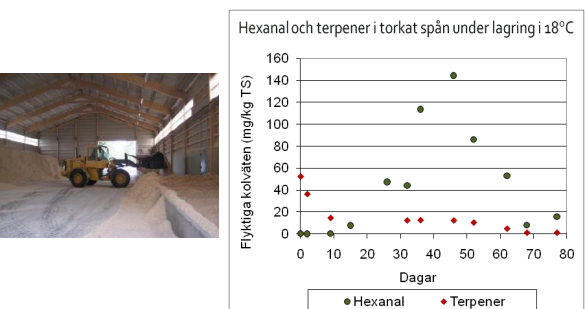 Hexanal och terpener i torkat spån under lagring i 18°C
Flyktiga kolväten (mg/kg TS)
160
140
120
100
80
60
40
20
0
0 10 20 30 40 50 60 70 80
Dagar
Hexanal Terpener